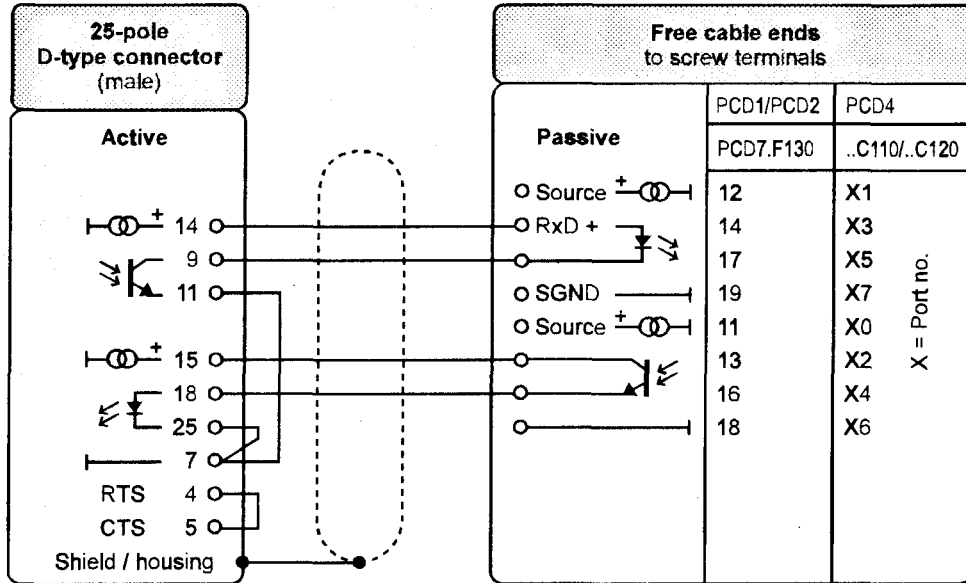 25-pole
D-type connector
(male)
Free cable ends
to screw terminals
Active
Passive
PCD1/PCD2 PCD4
PCD7.F130 ..C110/..C120
Source + 12 X1
+ 14 RxD + 14 X3
9 17 X5
11 SGND 19 X7
Source + 11 X0
+ 15 13 X2
18 16 X4
25 18 X6
7
RTS 4
CTS 5
Shield / housing
X = Port no.